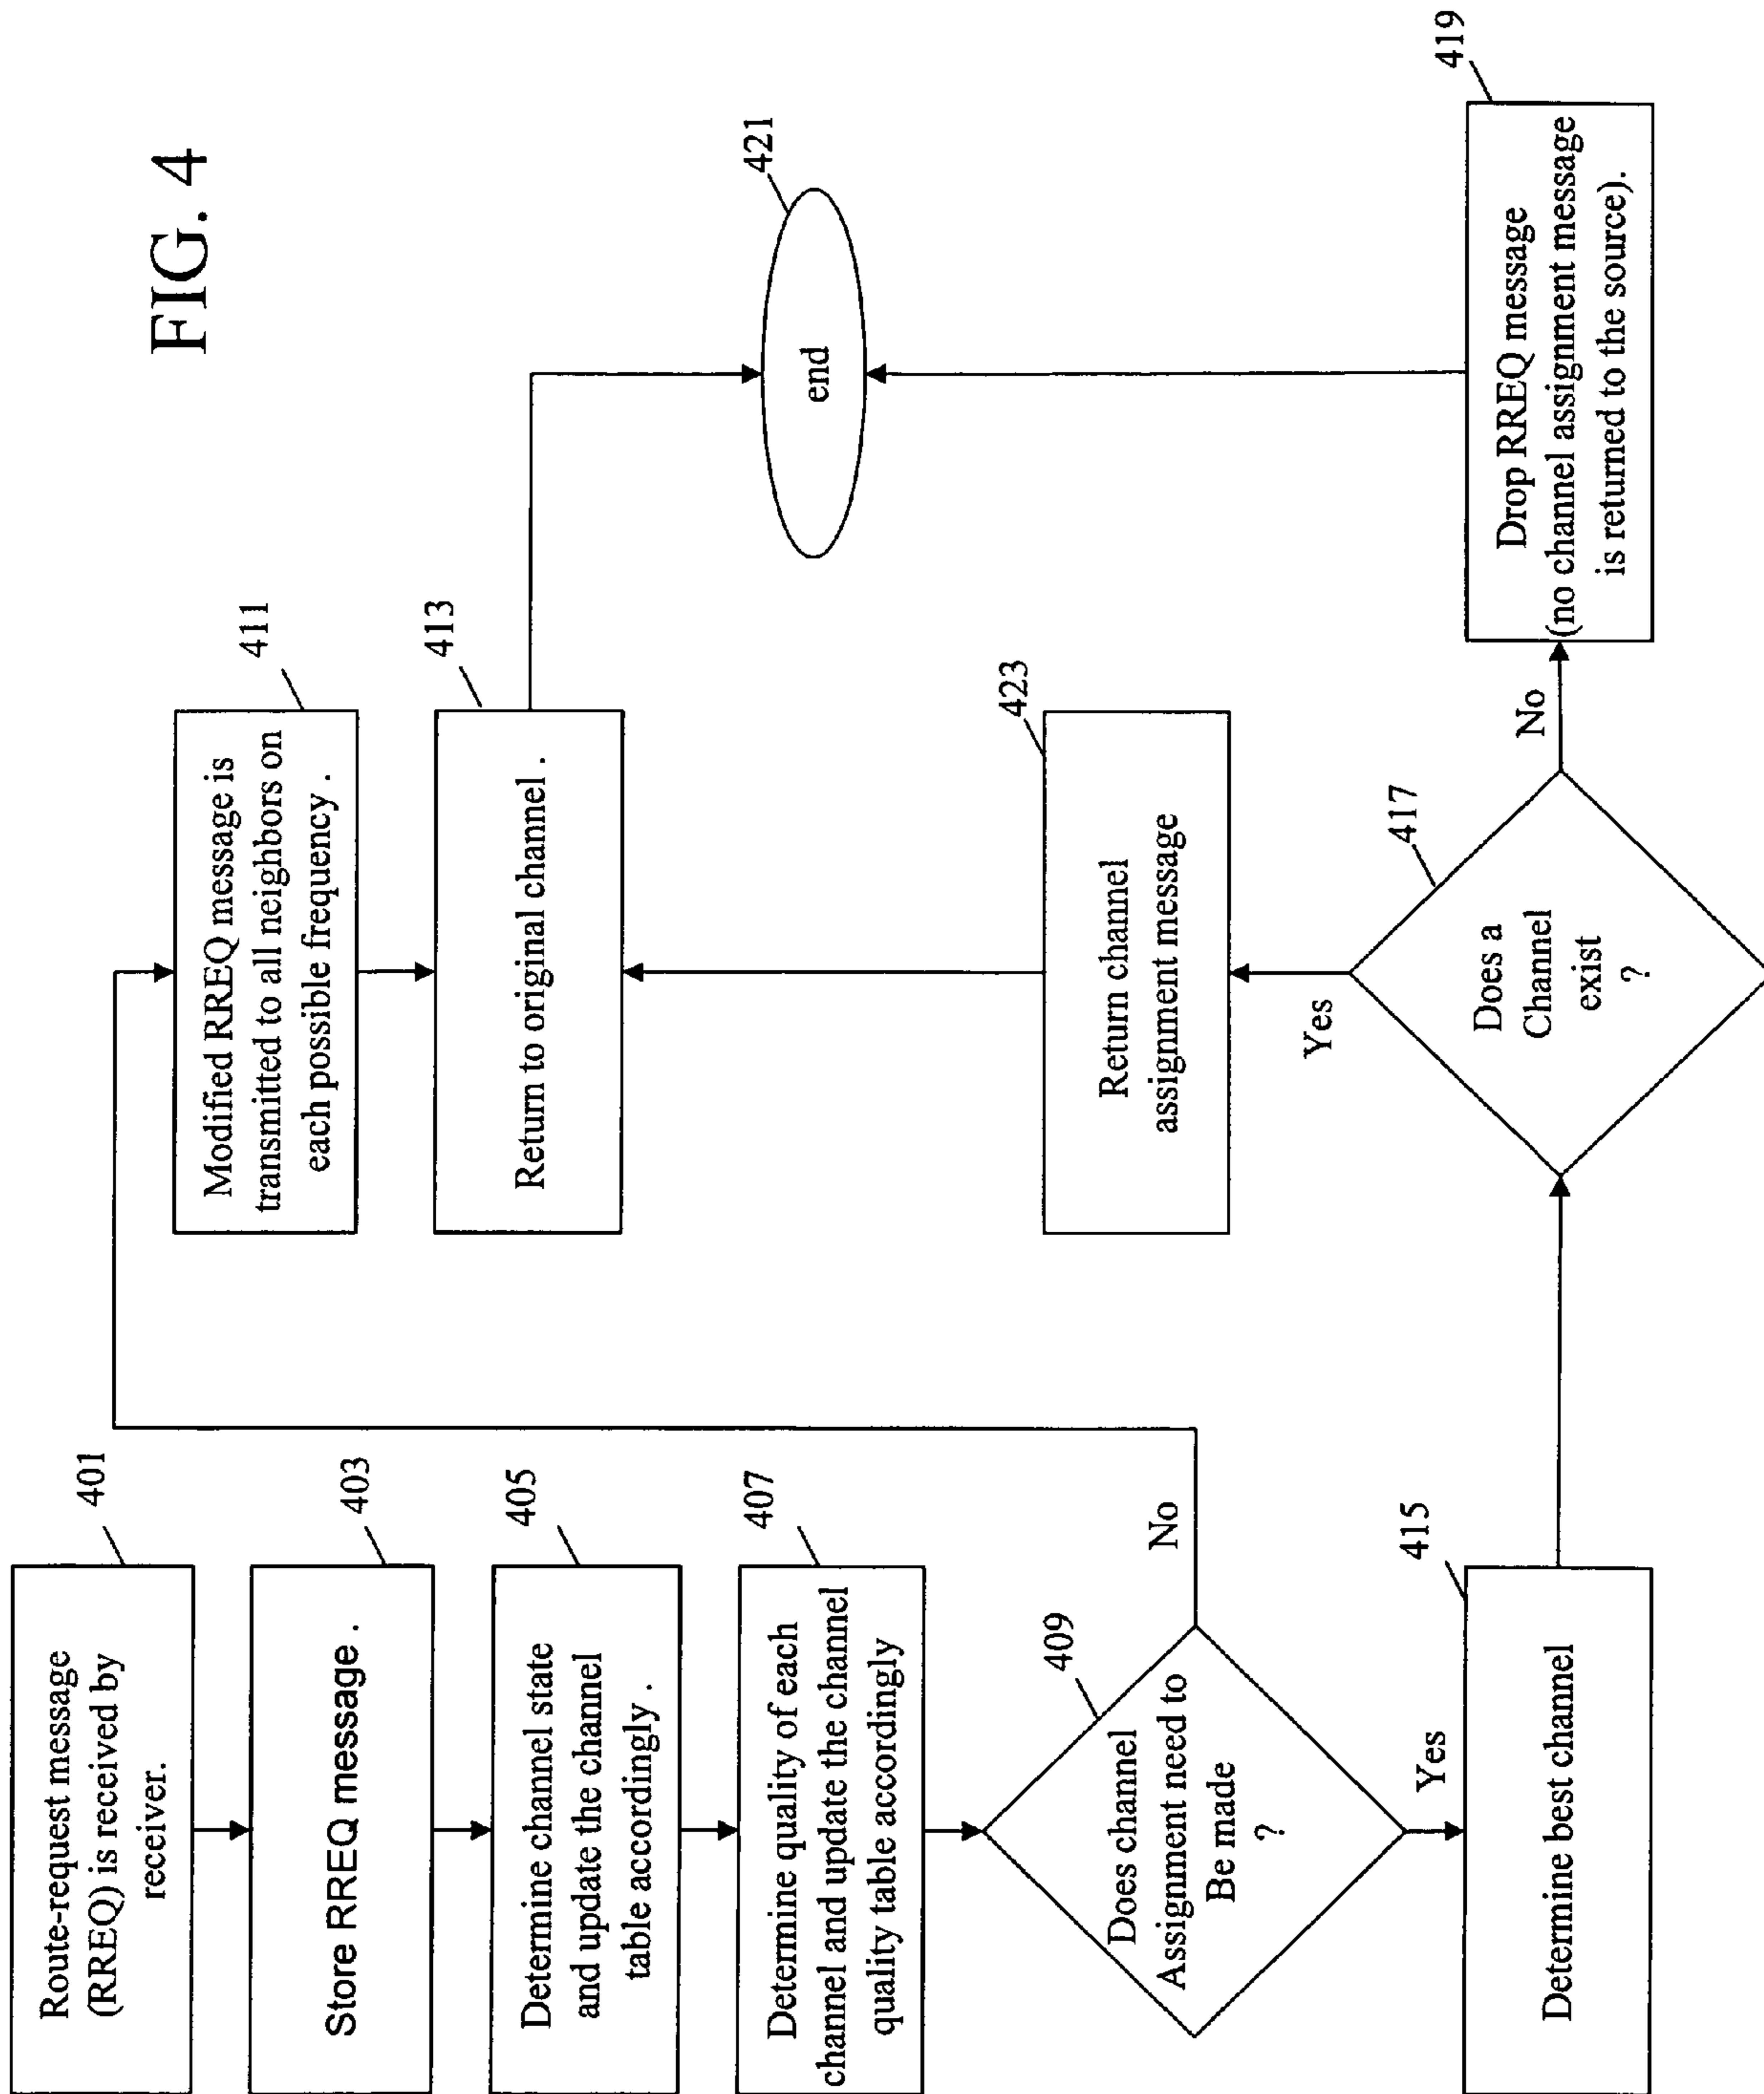 FIG. 4
401
Route-request message
(RREQ) is received by
receiver.
403
Store RREQ message .
405
Determine channel state
and update the channel
table accordingly .
407
Determine quality of each
channel and update the channel
quality table accordingly
409
Does channel
Assignment need to
Be made
?
No
Yes
415
Determine best channel
411
Modified RREQ message is
transmitted to all neighbors on
each possible frequency .
413
Return to original channel .
423
Return channel
assignment message
Yes
417
Does a
Channel
exist
?
No
421
end
419
Drop RREQ message
(no channel assignment message
is returned to the source).